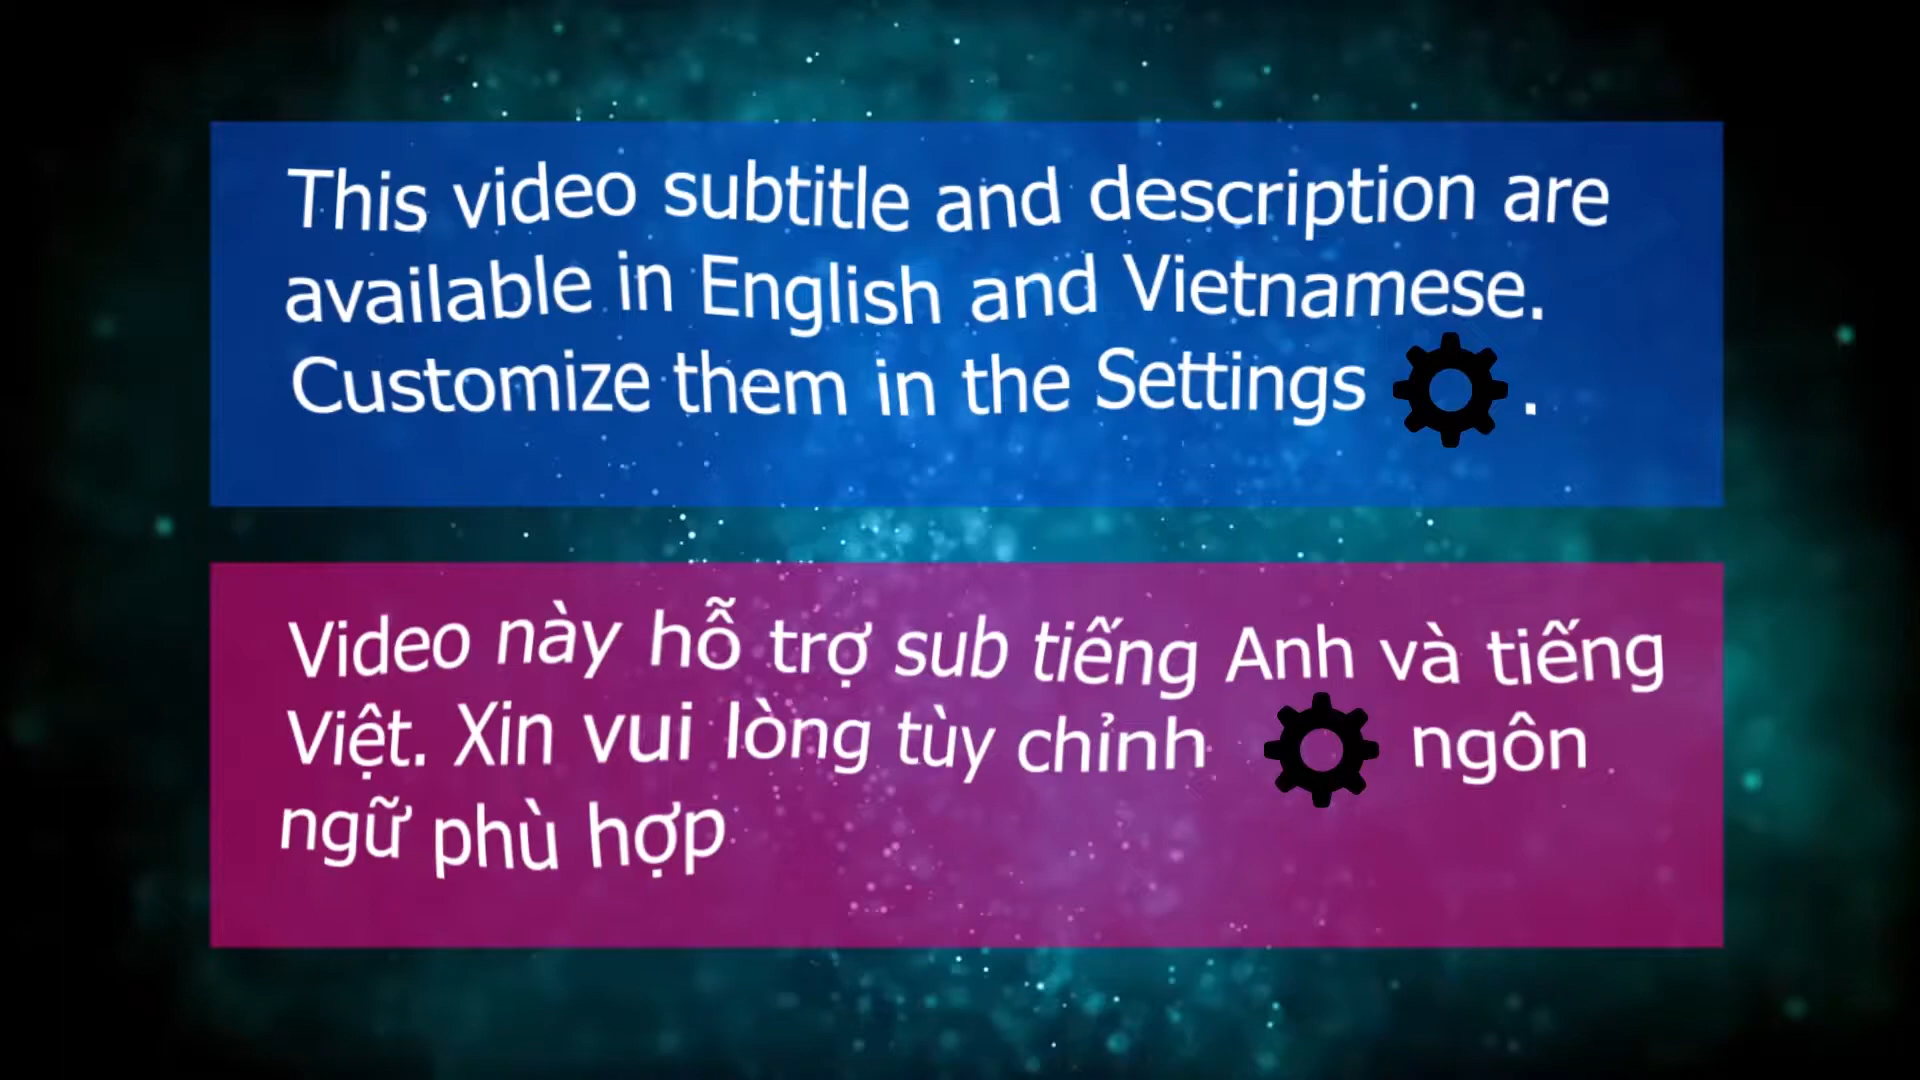 This video subtitle and description are
available in English and Vietnamese.
Customize them in the Settings .
Video này hỗ trợ sub tiếng Anh và tiếng
Việt. Xin vui lòng tùy chỉnh ngôn
ngữ phù hợp